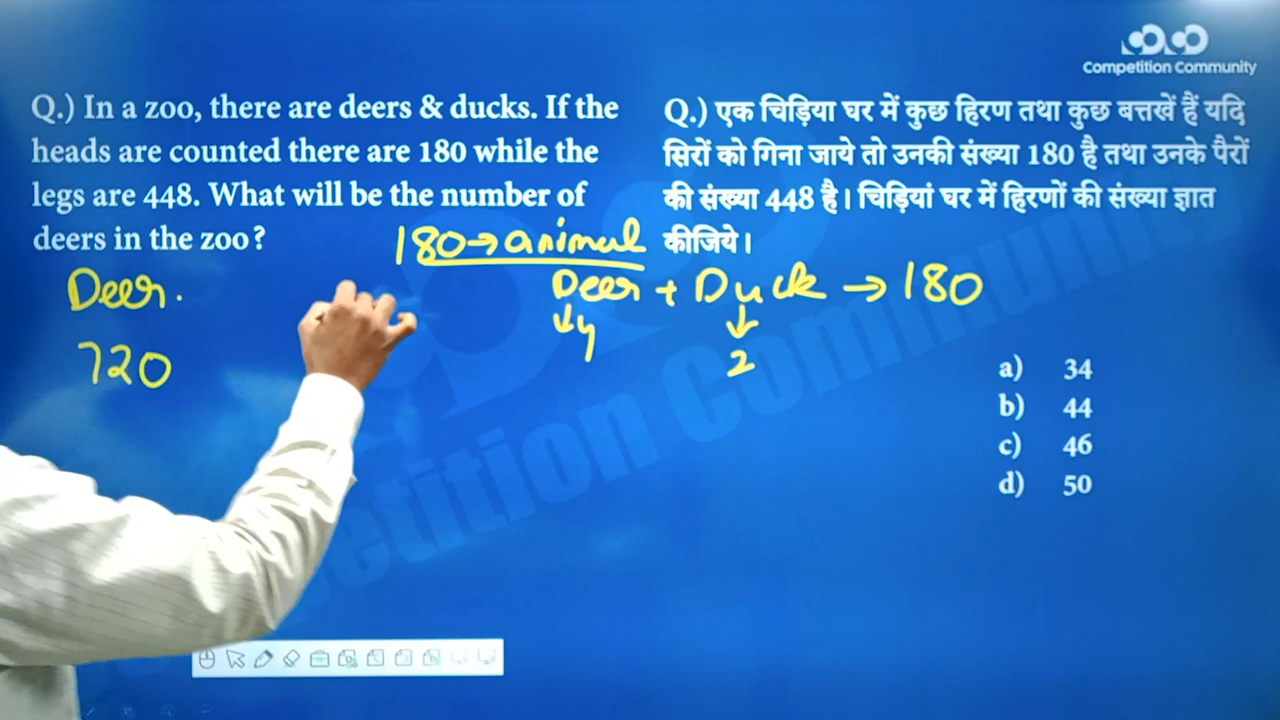 Competition Community
Q.) In a zoo, there are deers & ducks. If the
heads are counted there are 180 while the
legs are 448. What will be the number of
deers in the zoo?
Q.) एक चिड़िया घर में कुछ हिरण तथा कुछ बत्तखें हैं यदि
सिरों को गिना जाये तो उनकी संख्या 180 है तथा उनके पैरों
की संख्या 448 है। चिड़ियां घर में हिरणों की संख्या ज्ञात
कीजिये।
180→animal
Deer + Duck → 180
4 2
Deer.
720
a) 34
b) 44
c) 46
d) 50
etition Community